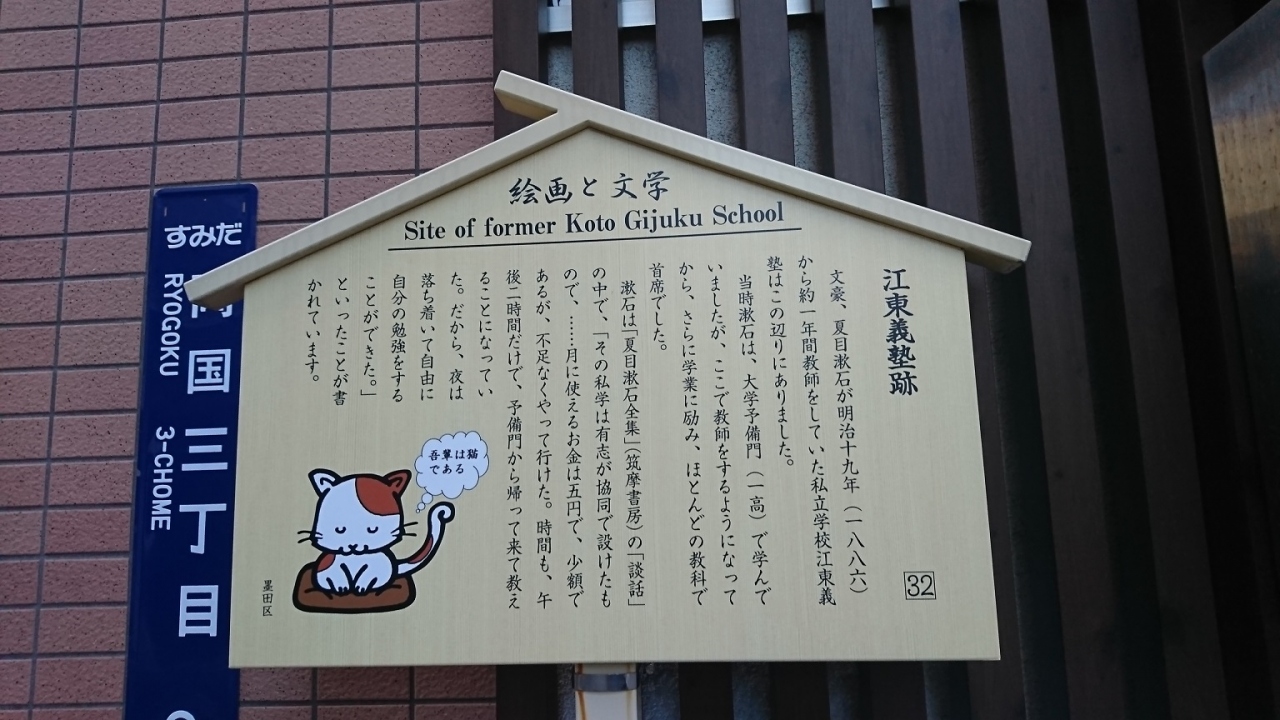 絵画と文学
Site of former Koto Gijuku School
江東義塾跡
文豪、夏目漱石が明治十九年（一八八六）
から約一年間教師をしていた私立学校江東義
塾はこの辺りにありました。
当時漱石は、大学予備門（一高）で学んで
いましたが、ここで教師をするようになって
から、さらに学業に励み、ほとんどの教科で
首席でした。
漱石は「夏目漱石全集」（筑摩書房）の「談話」
の中で、「その私学は有志が協同で設けたも
ので、……月に使えるお金は五円で、少額で
あるが、不足なくやって行けた。時間も、午
後二時間だけで、予備門から帰って来て教え
ることになってい
た。だから、夜は
落ち着いて自由に
自分の勉強をする
ことができた。」
といったことが書
かれています。
吾輩は猫
である
32
墨田区
すみだ
両国三丁目
RYOGOKU
3-CHOME